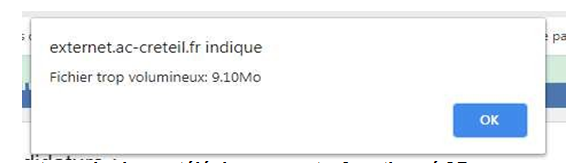 externet.ac-creteil.fr indique
Fichier trop volumineux: 9.10Mo
OK